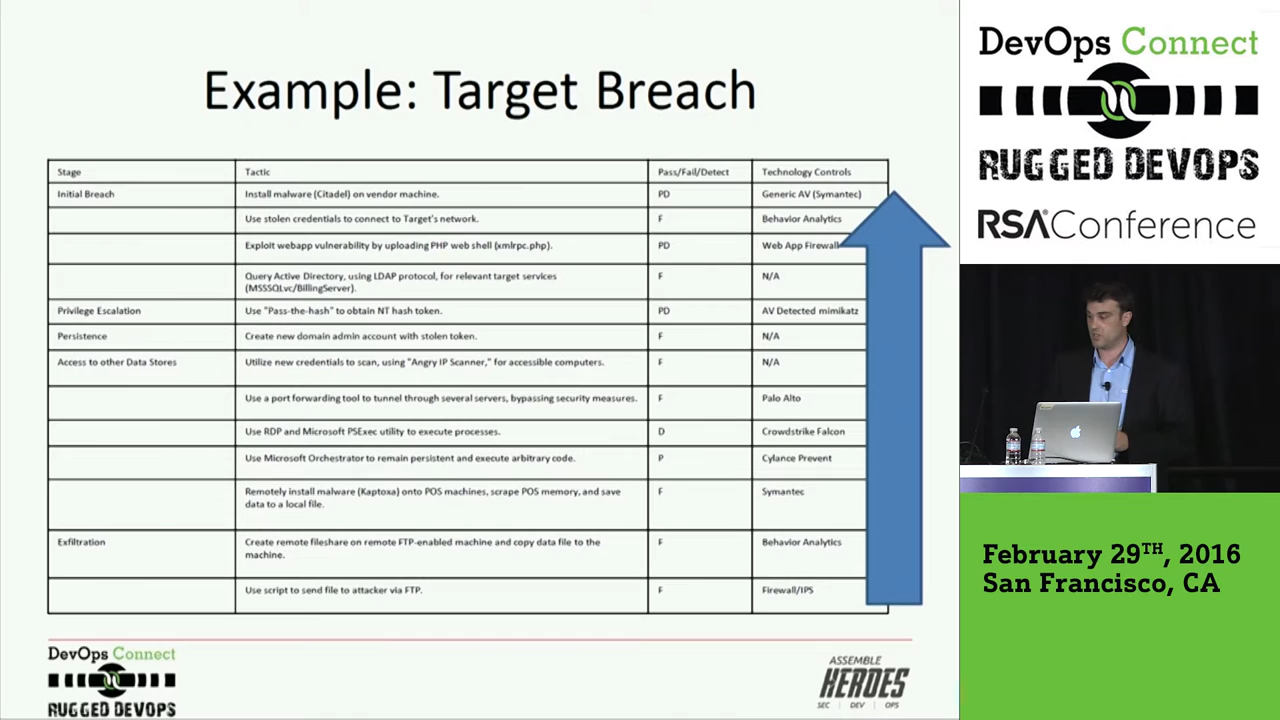 Example: Target Breach
Stage Tactic Pass/Fail/Detect Technology Controls
Initial Breach Install malware (Citadel) on vendor machine. PD Generic AV (Symantec)
Use stolen credentials to connect to Target's network. F Behavior Analytics
Exploit webapp vulnerability by uploading PHP web shell (xmlrpc.php). PD Web App Firewall
Query Active Directory, using LDAP protocol, for relevant target services
(MSSSQLvc/BillingServer). F N/A
Privilege Escalation Use "Pass-the-hash" to obtain NT hash token. PD AV Detected mimikatz
Persistence Create new domain admin account with stolen token. F N/A
Access to other Data Stores Utilize new credentials to scan, using "Angry IP Scanner," for accessible computers. F N/A
Use a port forwarding tool to tunnel through several servers, bypassing security measures. F Palo Alto
Use RDP and Microsoft PSExec utility to execute processes. D Crowdstrike Falcon
Use Microsoft Orchestrator to remain persistent and execute arbitrary code. P Cylance Prevent
Remotely install malware (Kaptoxa) onto POS machines, scrape POS memory, and save
data to a local file. F Symantec
Exfiltration Create remote fileshare on remote FTP-enabled machine and copy data file to the
machine. F Behavior Analytics
Use script to send file to attacker via FTP. F Firewall/IPS
DevOps Connect
RUGGED DEVOPS
ASSEMBLE
HEROES
SEC | DEV | OPS
DevOps Connect
RUGGED DEVOPS
RSAConference
February 29TH, 2016
San Francisco, CA